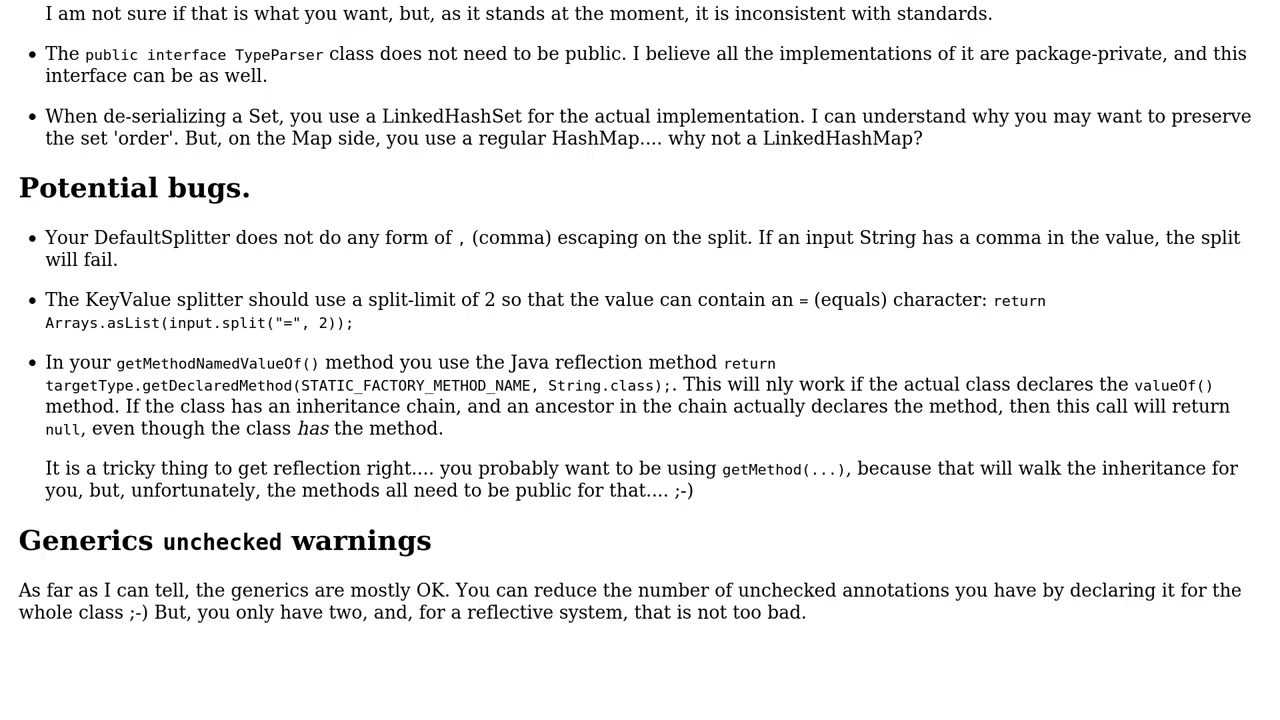 I am not sure if that is what you want, but, as it stands at the moment, it is inconsistent with standards.
• The public interface TypeParser class does not need to be public. I believe all the implementations of it are package-private, and this
interface can be as well.
• When de-serializing a Set, you use a LinkedHashSet for the actual implementation. I can understand why you may want to preserve
the set 'order'. But, on the Map side, you use a regular HashMap.... why not a LinkedHashMap?
Potential bugs.
• Your DefaultSplitter does not do any form of , (comma) escaping on the split. If an input String has a comma in the value, the split
will fail.
• The KeyValue splitter should use a split-limit of 2 so that the value can contain an = (equals) character: return
Arrays.asList(input.split("=", 2));
• In your getMethodNamedValueOf() method you use the Java reflection method return
targetType.getDeclaredMethod(STATIC_FACTORY_METHOD_NAME, String.class);. This will nly work if the actual class declares the valueOf()
method. If the class has an inheritance chain, and an ancestor in the chain actually declares the method, then this call will return
null, even though the class has the method.
It is a tricky thing to get reflection right.... you probably want to be using getMethod(...), because that will walk the inheritance for
you, but, unfortunately, the methods all need to be public for that.... ;-)
Generics unchecked warnings
As far as I can tell, the generics are mostly OK. You can reduce the number of unchecked annotations you have by declaring it for the
whole class ;-) But, you only have two, and, for a reflective system, that is not too bad.